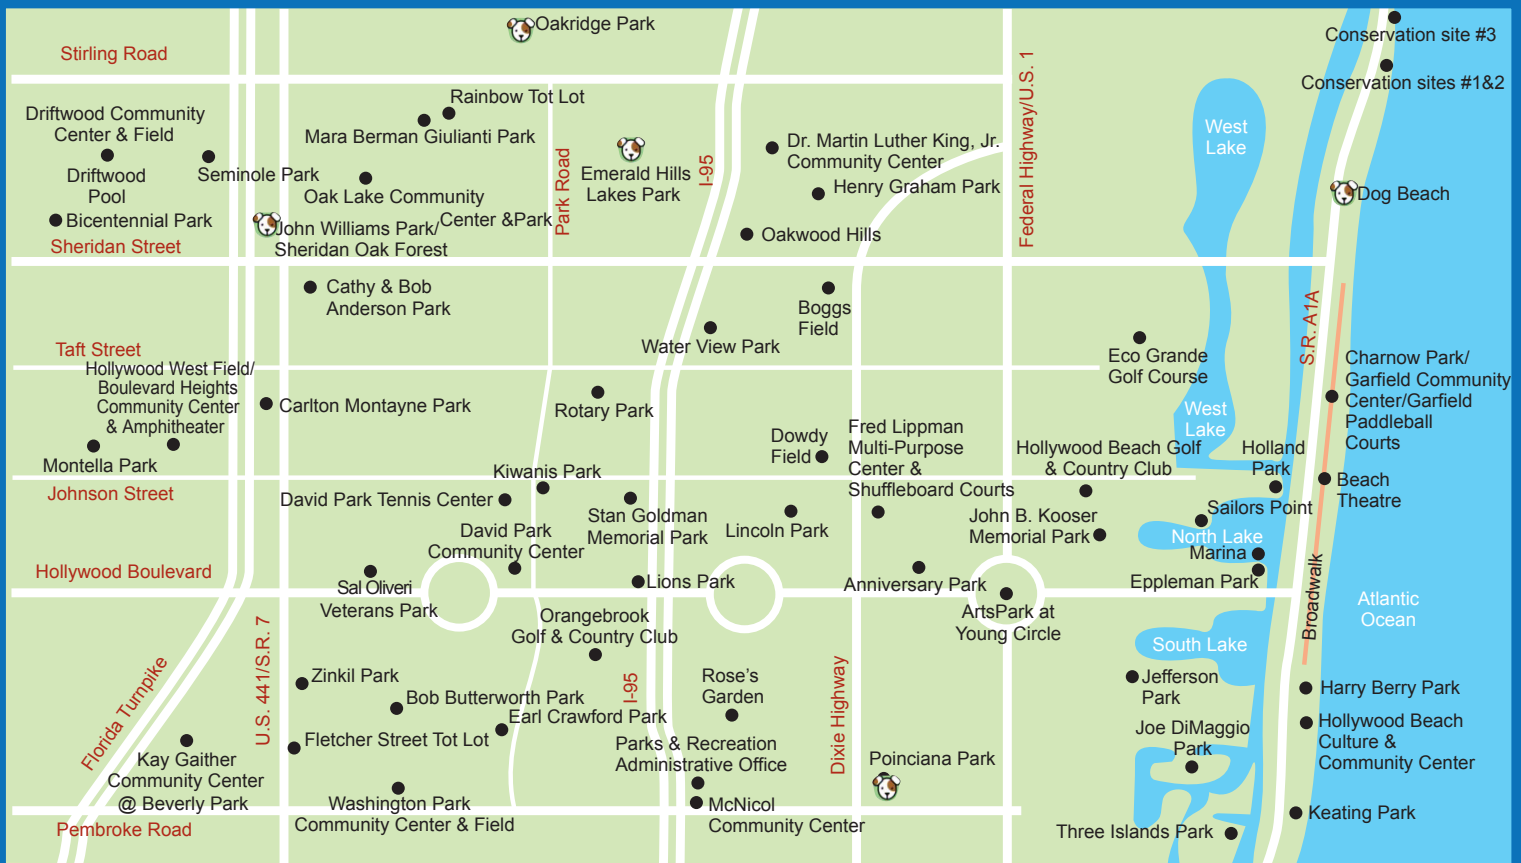 Oakridge Park
Conservation site #3
Stirling Road
Conservation sites #1&2
Federal Highway/U.S. 1
Rainbow Tot Lot
Mara Berman Giulianti Park
Driftwood Community
Center & Field
Driftwood
Pool
Seminole Park
Oak Lake Community
Center &Park
Park Road
Emerald Hills
Lakes Park
I-95
Dr. Martin Luther King, Jr.
Community Center
Henry Graham Park
West
Lake
Dog Beach
Bicentennial Park
John Williams Park/
Sheridan Oak Forest
Sheridan Street
Oakwood Hills
Cathy & Bob
Anderson Park
Boggs
Field
Water View Park
S.R. A1A
Taft Street
Eco Grande
Golf Course
Charnow Park/
Garfield Community
Center/Garfield
Paddleball
Courts
Hollywood West Field/
Boulevard Heights
Community Center
& Amphitheater
Carlton Montayne Park
Rotary Park
West
Lake
Montella Park
Dowdy
Field
Fred Lippman
Multi-Purpose
Center &
Shuffleboard Courts
Hollywood Beach Golf
& Country Club
Holland
Park
Kiwanis Park
Johnson Street
David Park Tennis Center
Beach
Theatre
Stan Goldman
Memorial Park
Lincoln Park
John B. Kooser
Memorial Park
Sailors Point
North Lake
David Park
Community Center
Marina
Eppleman Park
Hollywood Boulevard
Sal Oliveri
Veterans Park
Lions Park
Anniversary Park
ArtsPark at
Young Circle
Broadwalk
Atlantic
Ocean
Orangebrook
Golf & Country Club
South Lake
U.S. 441/S.R. 7
Florida Turnpike
Zinkil Park
Bob Butterworth Park
Earl Crawford Park
I-95
Rose's
Garden
Dixie Highway
Jefferson
Park
Harry Berry Park
Hollywood Beach
Culture &
Community Center
Fletcher Street Tot Lot
Parks & Recreation
Administrative Office
Joe DiMaggio
Park
Kay Gaither
Community Center
@ Beverly Park
Poinciana Park
Washington Park
Community Center & Field
McNicol
Community Center
Keating Park
Pembroke Road
Three Islands Park